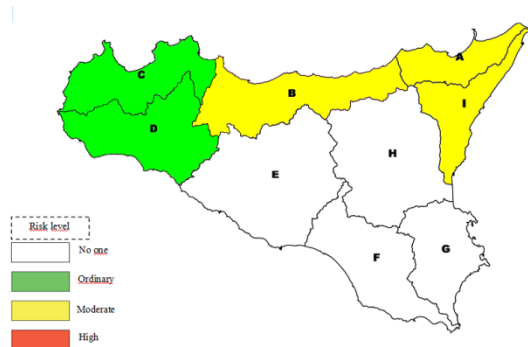 A
C
B
I
D
H
E
F
G
Risk level
No one
Ordinary
Moderate
High